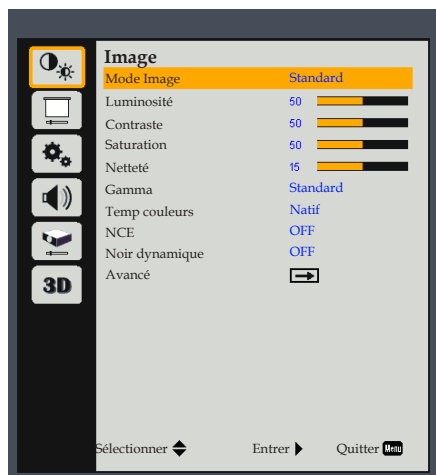 Image
Mode Image Standard
Luminosité 50
Contraste 50
Saturation 50
Netteté 15
Gamma Standard
Temp couleurs Natif
NCE OFF
Noir dynamique OFF
Avancé
3D
Sélectionner Entrer Quitter Menu